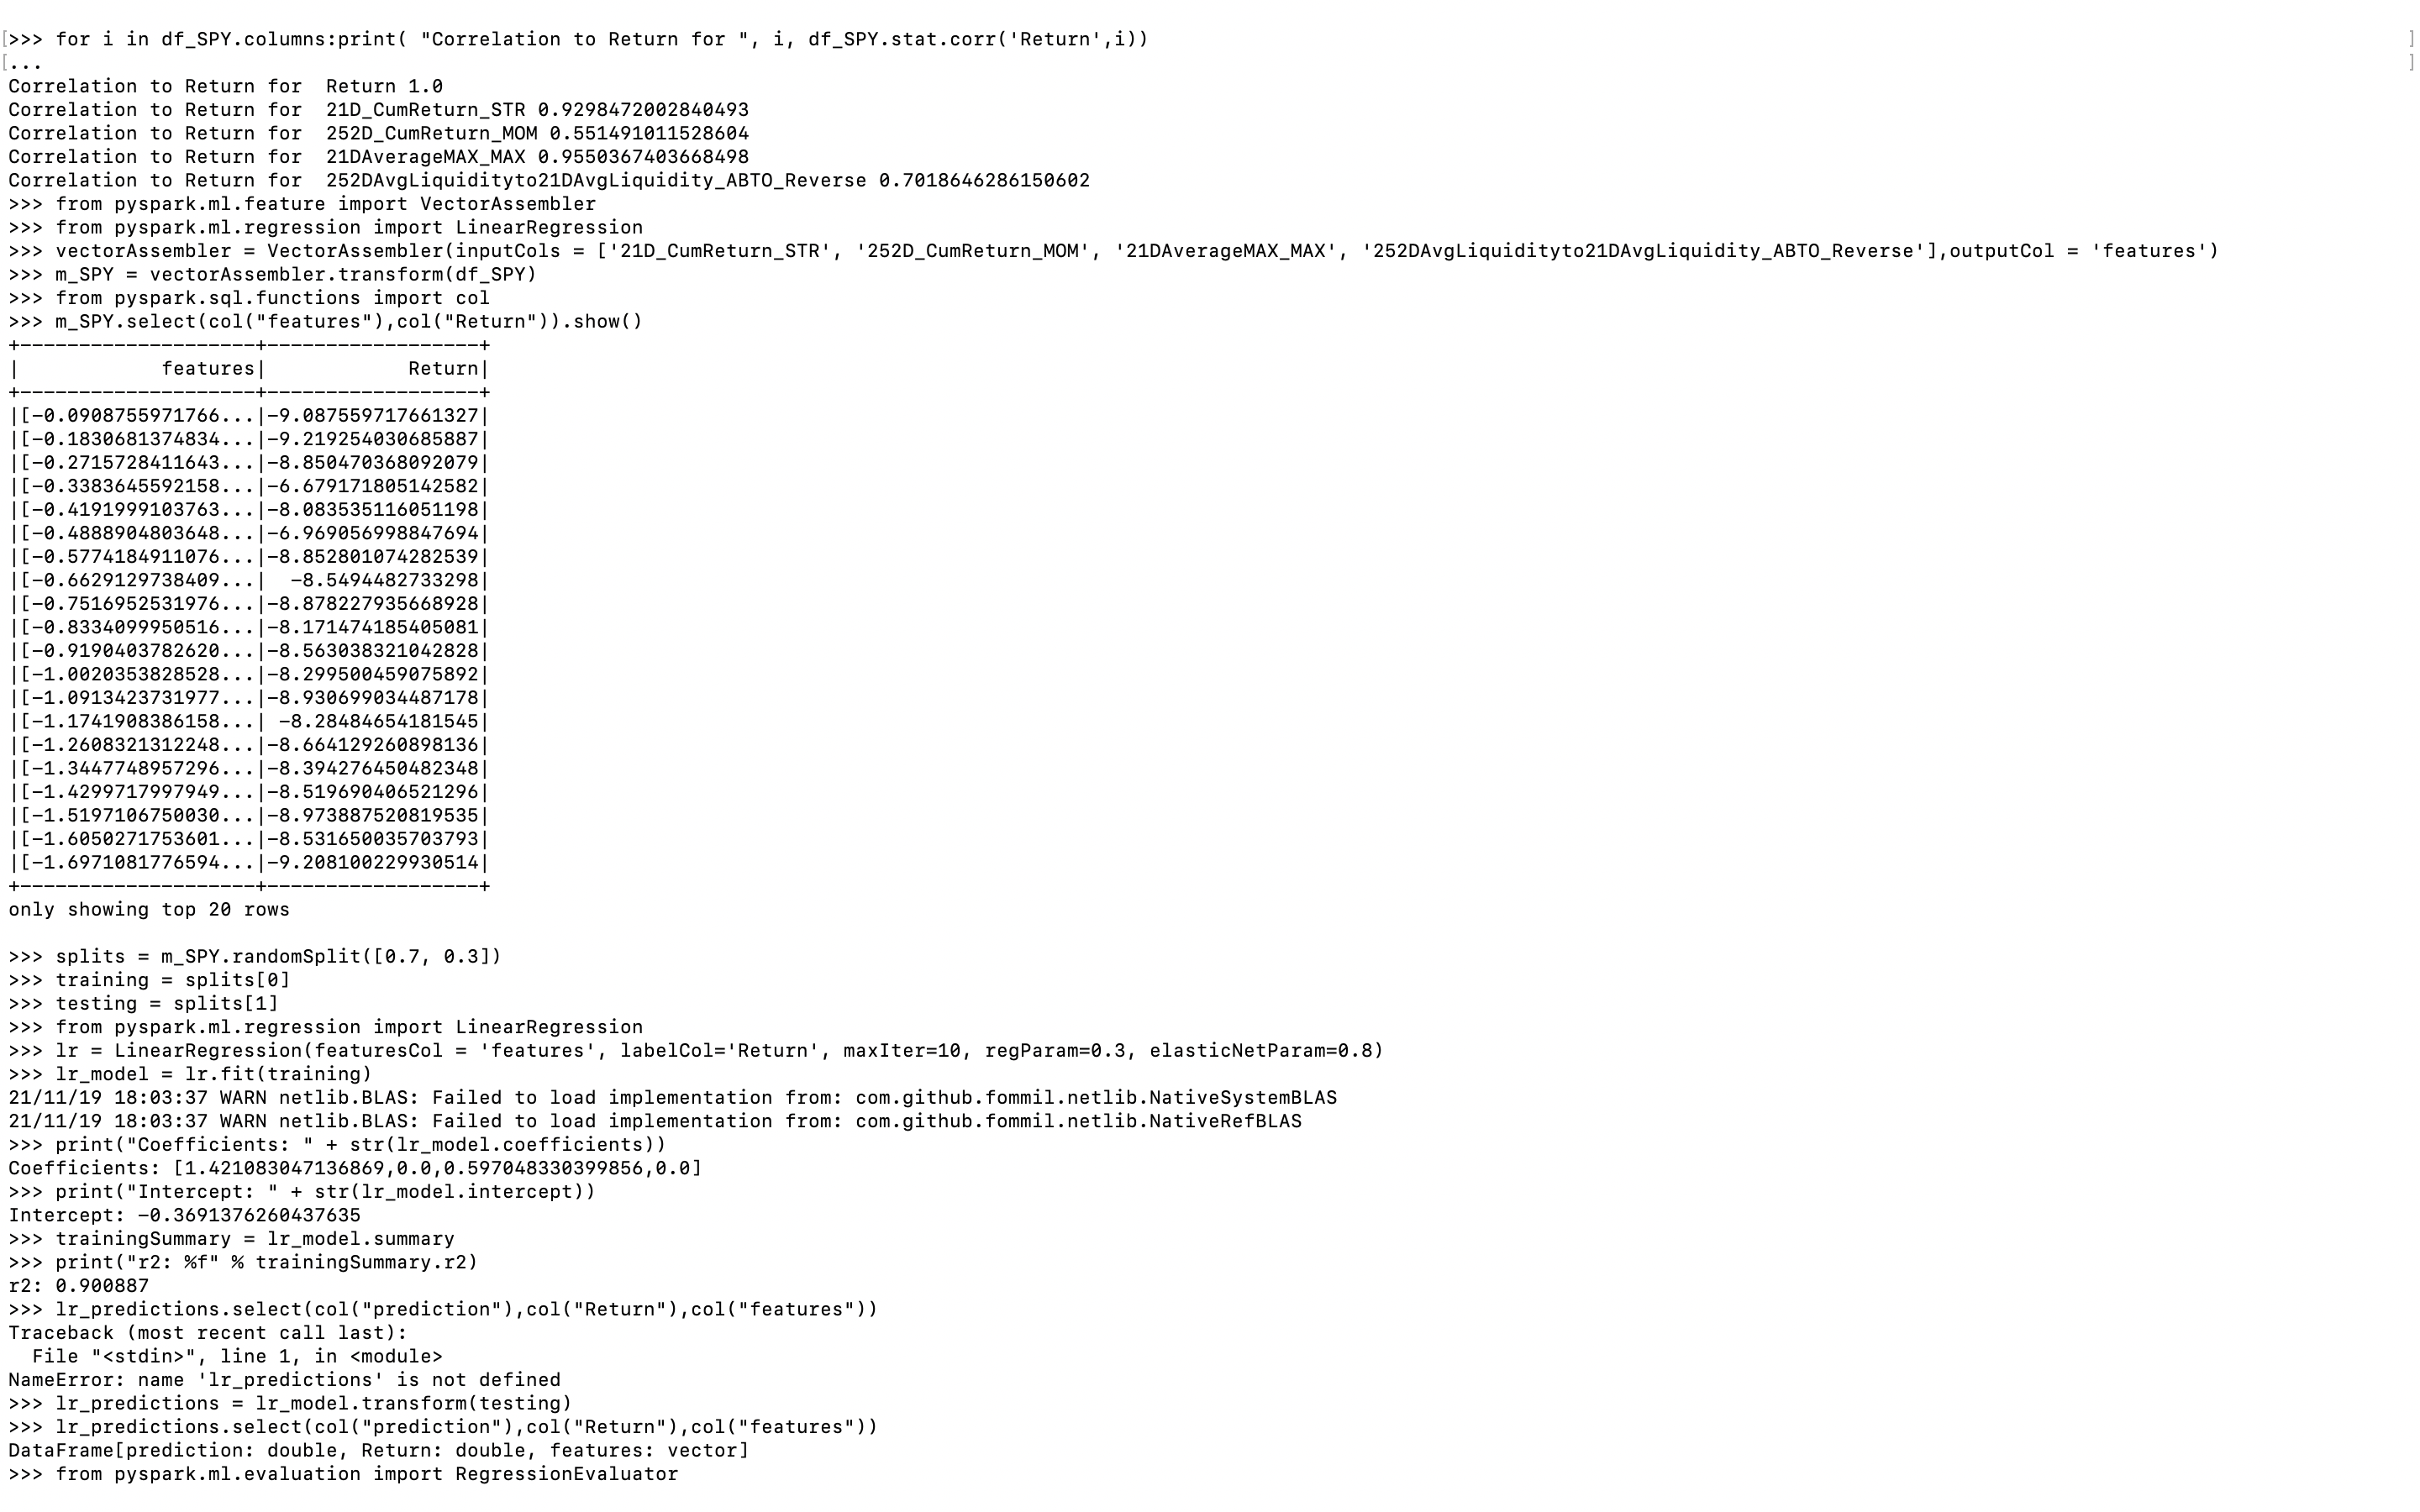 [>>> for i in df_SPY.columns:print( "Correlation to Return for ", i, df_SPY.stat.corr('Return',i)) ]
[... ]
Correlation to Return for  Return 1.0
Correlation to Return for  21D_CumReturn_STR 0.9298472002840493
Correlation to Return for  252D_CumReturn_MOM 0.551491011528604
Correlation to Return for  21DAverageMAX_MAX 0.9550367403668498
Correlation to Return for  252DAvgLiquidityto21DAvgLiquidity_ABTO_Reverse 0.7018646286150602
>>> from pyspark.ml.feature import VectorAssembler
>>> from pyspark.ml.regression import LinearRegression
>>> vectorAssembler = VectorAssembler(inputCols = ['21D_CumReturn_STR', '252D_CumReturn_MOM', '21DAverageMAX_MAX', '252DAvgLiquidityto21DAvgLiquidity_ABTO_Reverse'],outputCol = 'features')
>>> m_SPY = vectorAssembler.transform(df_SPY)
>>> from pyspark.sql.functions import col
>>> m_SPY.select(col("features"),col("Return")).show()
+--------------------+------------------+
|            features|            Return|
+--------------------+------------------+
|[-0.0908755971766...|-9.087559717661327|
|[-0.1830681374834...|-9.219254030685887|
|[-0.2715728411643...|-8.850470368092079|
|[-0.3383645592158...|-6.679171805142582|
|[-0.4191999103763...|-8.083535116051198|
|[-0.4888904803648...|-6.969056998847694|
|[-0.5774184911076...|-8.852801074282539|
|[-0.6629129738409...|  -8.5494482733298|
|[-0.7516952531976...|-8.878227935668928|
|[-0.8334099950516...|-8.171474185405081|
|[-0.9190403782620...|-8.563038321042828|
|[-1.0020353828528...|-8.299500459075892|
|[-1.0913423731977...|-8.930699034487178|
|[-1.1741908386158...| -8.28484654181545|
|[-1.2608321312248...|-8.664129260898136|
|[-1.3447748957296...|-8.394276450482348|
|[-1.4299717997949...|-8.519690406521296|
|[-1.5197106750030...|-8.973887520819535|
|[-1.6050271753601...|-8.531650035703793|
|[-1.6971081776594...|-9.208100229930514|
+--------------------+------------------+
only showing top 20 rows
>>> splits = m_SPY.randomSplit([0.7, 0.3])
>>> training = splits[0]
>>> testing = splits[1]
>>> from pyspark.ml.regression import LinearRegression
>>> lr = LinearRegression(featuresCol = 'features', labelCol='Return', maxIter=10, regParam=0.3, elasticNetParam=0.8)
>>> lr_model = lr.fit(training)
21/11/19 18:03:37 WARN netlib.BLAS: Failed to load implementation from: com.github.fommil.netlib.NativeSystemBLAS
21/11/19 18:03:37 WARN netlib.BLAS: Failed to load implementation from: com.github.fommil.netlib.NativeRefBLAS
>>> print("Coefficients: " + str(lr_model.coefficients))
Coefficients: [1.421083047136869,0.0,0.597048330399856,0.0]
>>> print("Intercept: " + str(lr_model.intercept))
Intercept: -0.3691376260437635
>>> trainingSummary = lr_model.summary
>>> print("r2: %f" % trainingSummary.r2)
r2: 0.900887
>>> lr_predictions.select(col("prediction"),col("Return"),col("features"))
Traceback (most recent call last):
  File "<stdin>", line 1, in <module>
NameError: name 'lr_predictions' is not defined
>>> lr_predictions = lr_model.transform(testing)
>>> lr_predictions.select(col("prediction"),col("Return"),col("features"))
DataFrame[prediction: double, Return: double, features: vector]
>>> from pyspark.ml.evaluation import RegressionEvaluator